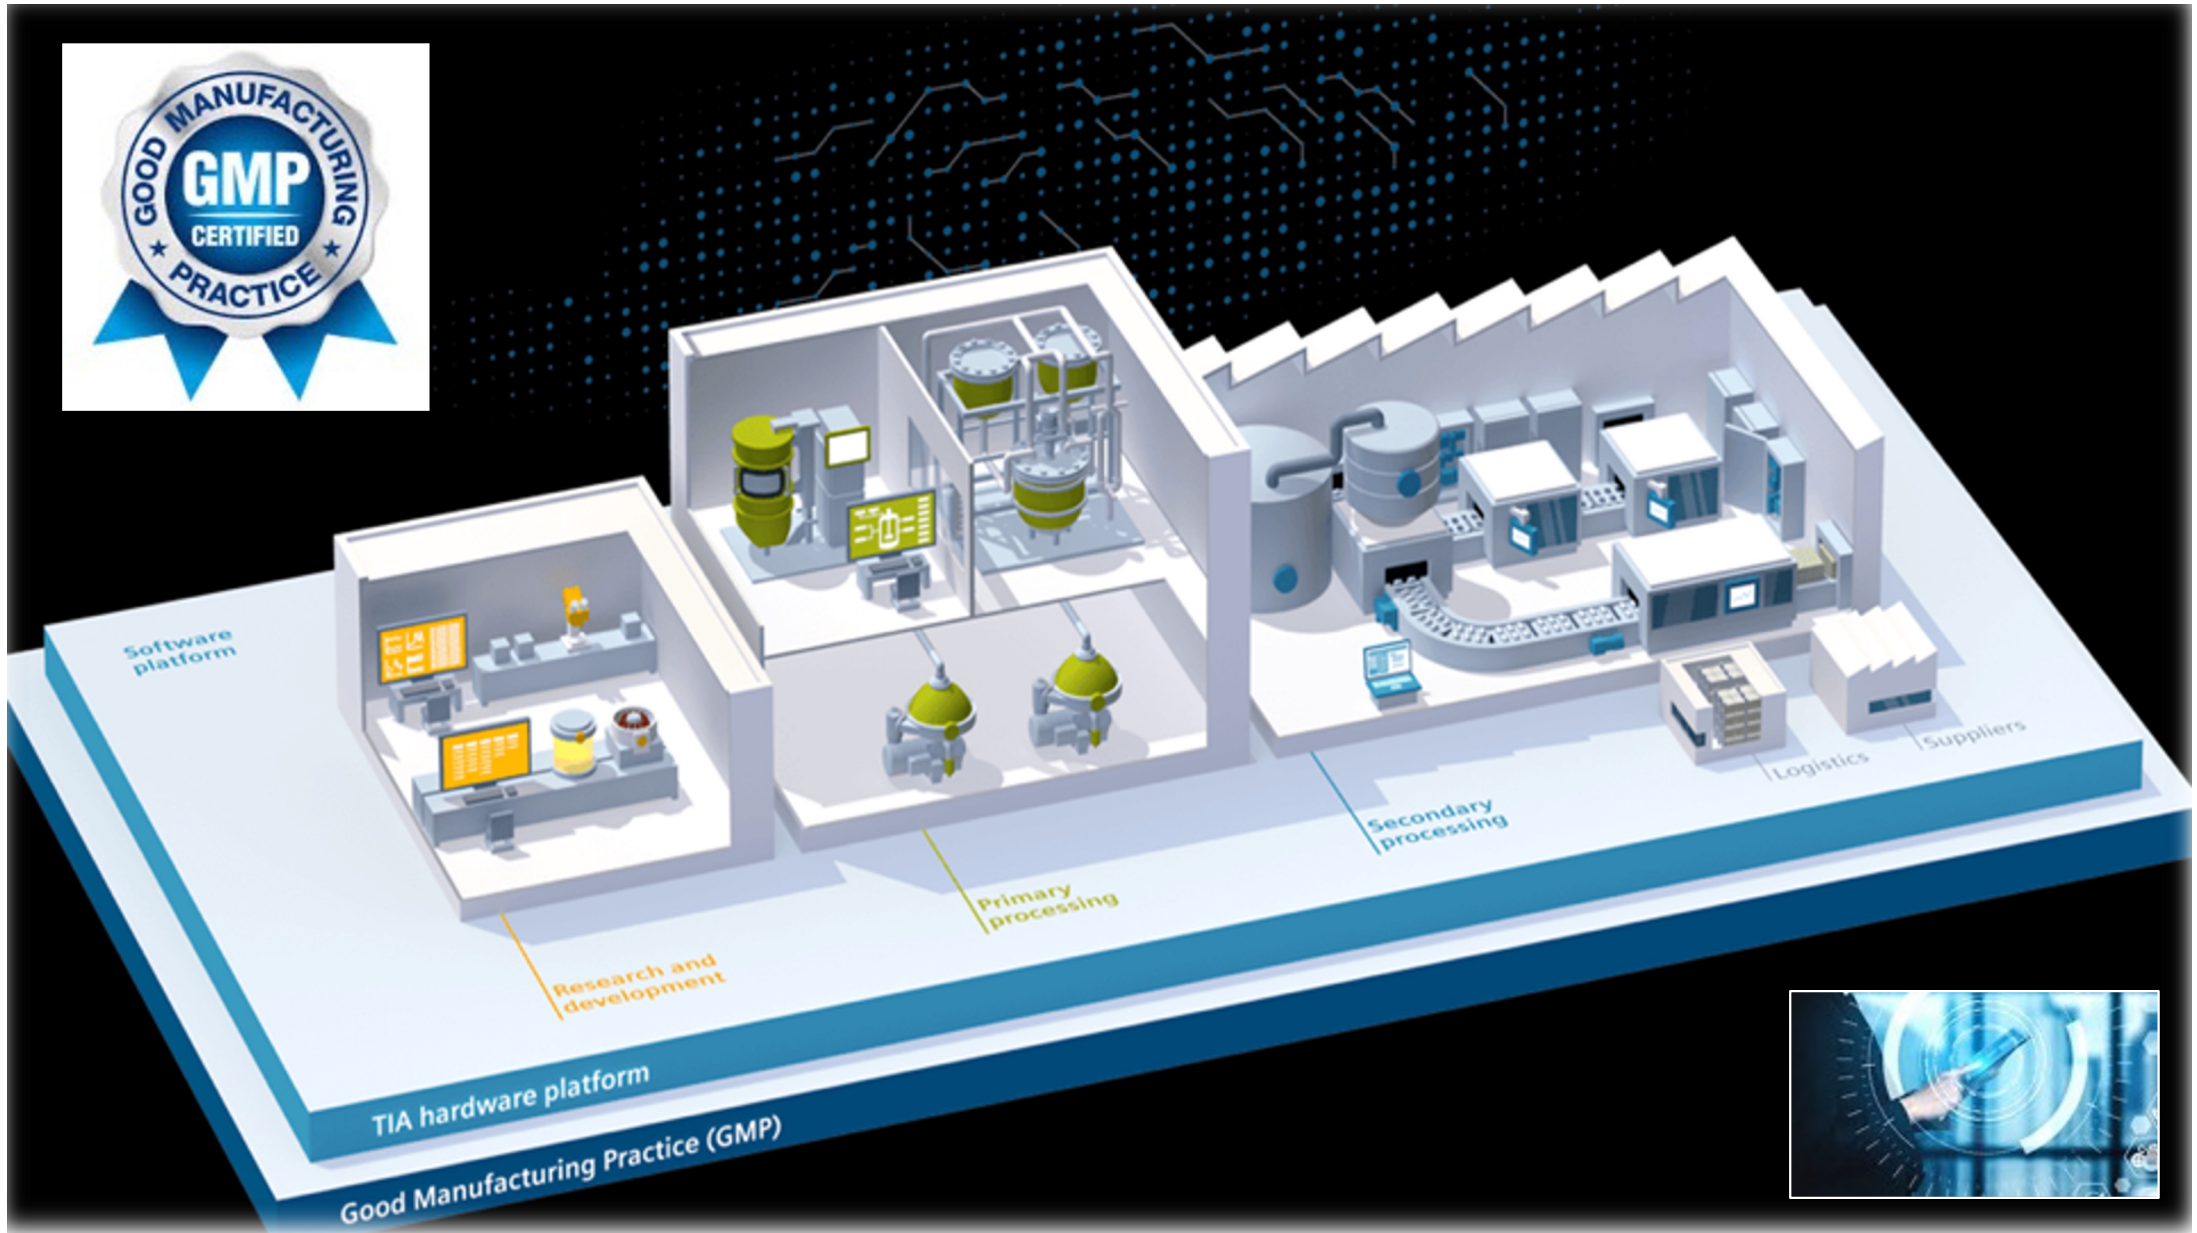 GOOD MANUFACTURING PRACTICE
GMP
CERTIFIED
Software
platform
Suppliers
Logistics
Secondary
processing
Primary
processing
Research and
development
TIA hardware platform
Good Manufacturing Practice (GMP)